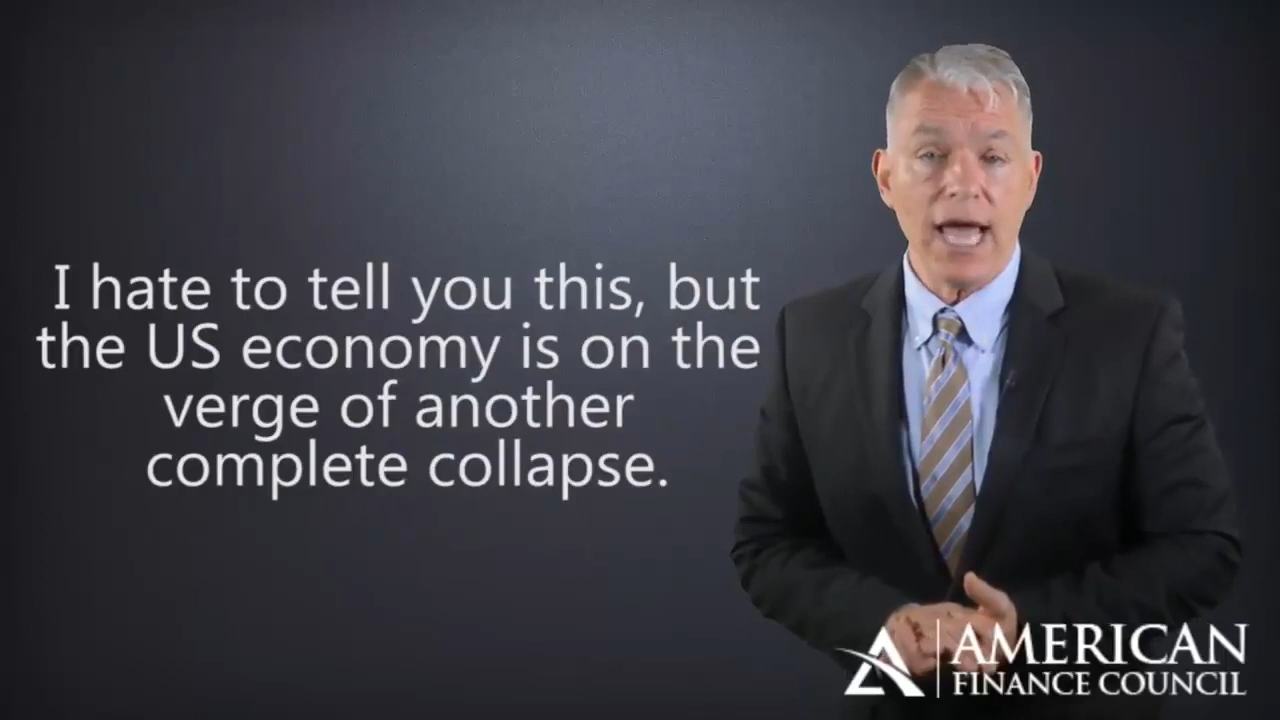 I hate to tell you this, but
the US economy is on the
verge of another
complete collapse.
AMERICAN
FINANCE COUNCIL